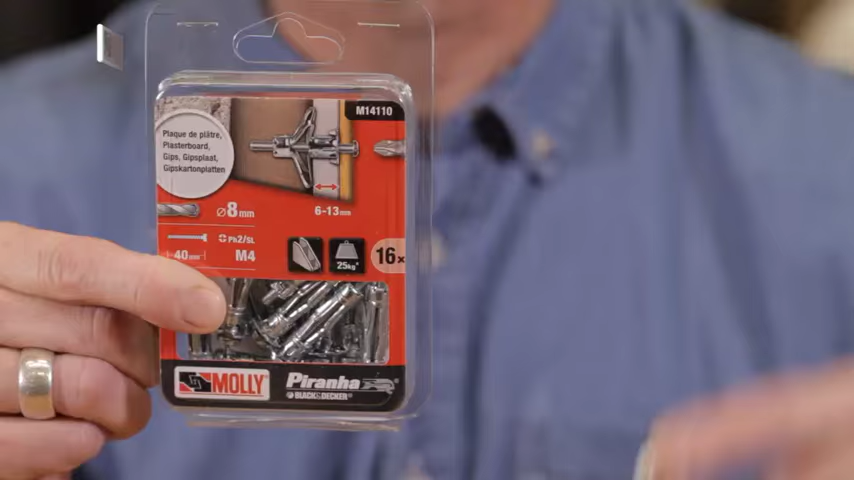 M14110
Plaque de plâtre,
Plasterboard,
Gips, Gipsplaat,
Gipskartonplatten
Ø8mm
6-13mm
Ph2/SL
40mm
M4
25kg*
16x
MOLLY
Piranha
BLACK&DECKER